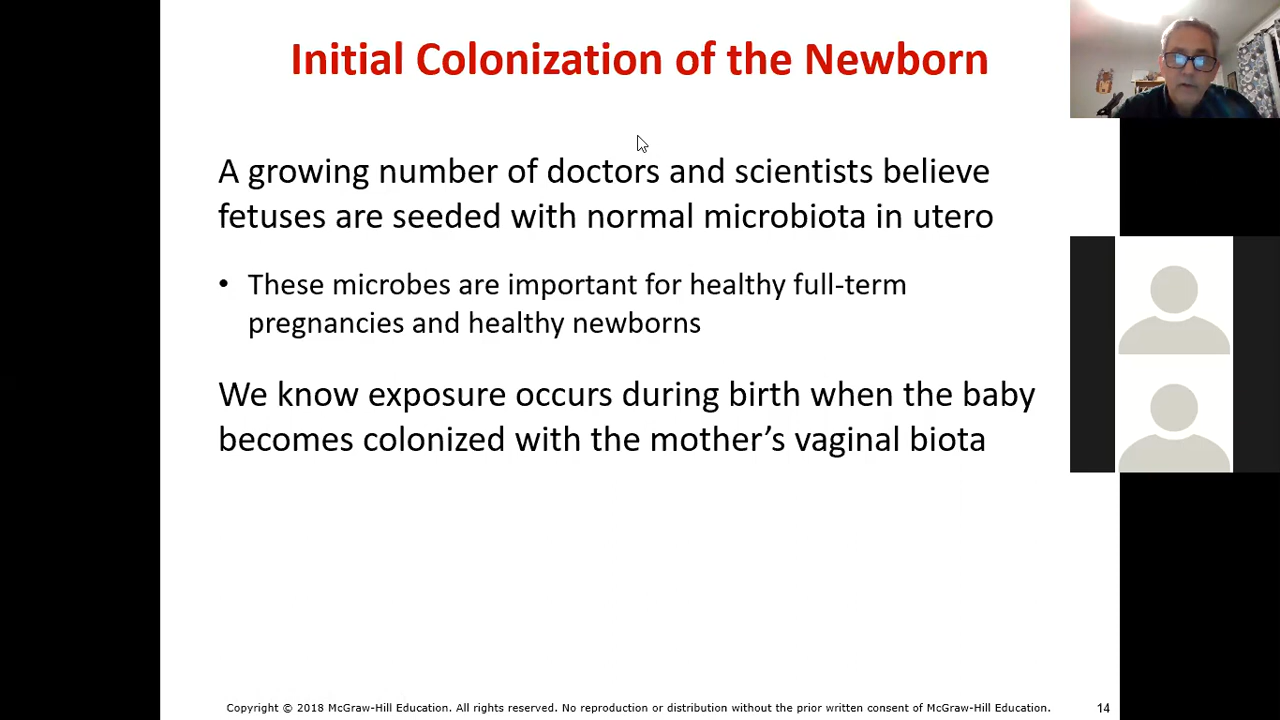 Initial Colonization of the Newborn
A growing number of doctors and scientists believe
fetuses are seeded with normal microbiota in utero
• These microbes are important for healthy full-term
pregnancies and healthy newborns
We know exposure occurs during birth when the baby
becomes colonized with the mother’s vaginal biota
Copyright © 2018 McGraw-Hill Education. All rights reserved. No reproduction or distribution without the prior written consent of McGraw-Hill Education.
14